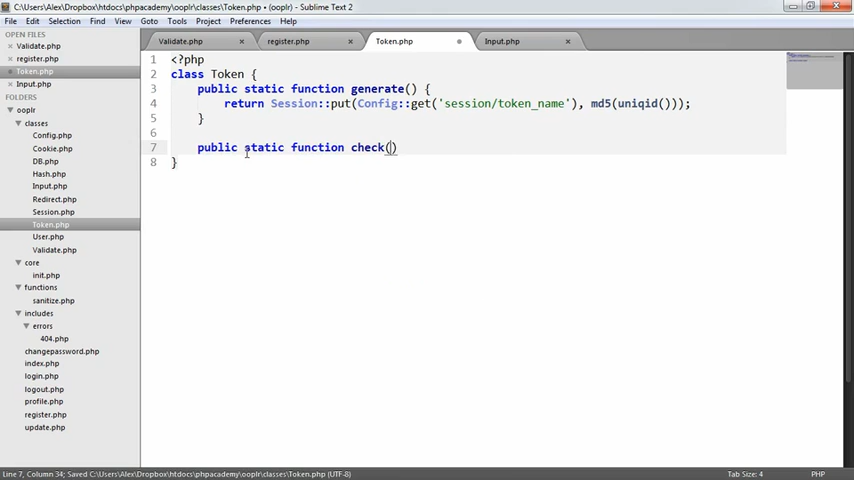 C:\Users\Alex\Dropbox\htdocs\phpacademy\ooplr\classes\Token.php • (ooplr) - Sublime Text 2
File Edit Selection Find View Goto Tools Project Preferences Help
OPEN FILES
Validate.php
register.php
Token.php
Input.php
FOLDERS
ooplr
classes
Config.php
Cookie.php
DB.php
Hash.php
Input.php
Redirect.php
Session.php
Token.php
User.php
Validate.php
core
init.php
functions
sanitize.php
includes
errors
404.php
changepassword.php
index.php
login.php
logout.php
profile.php
register.php
update.php
Validate.php register.php Token.php Input.php
1 <?php
2 class Token {
3 public static function generate() {
4 return Session::put(Config::get('session/token_name'), md5(uniqid()));
5 }
6
7 public static function check()
8 }
Line 7, Column 34; Saved C:\Users\Alex\Dropbox\htdocs\phpacademy\ooplr\classes\Token.php (UTF-8) Tab Size: 4 PHP